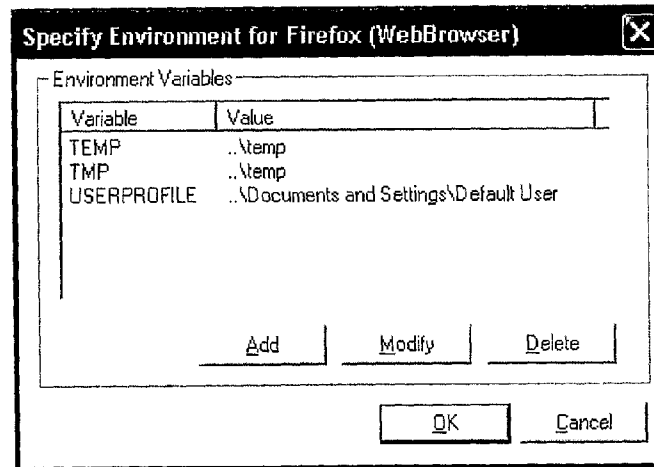 Specify Environment for Firefox (WebBrowser)
Environment Variables
Variable Value
TEMP ..\temp
TMP ..\temp
USERPROFILE ..\Documents and Settings\Default User
Add Modify Delete
OK Cancel